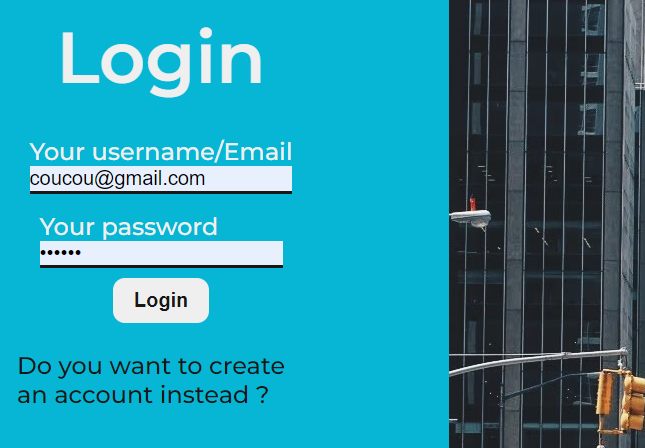 Login
Your username/Email
coucou@gmail.com
Your password
••••••
Login
Do you want to create
an account instead ?